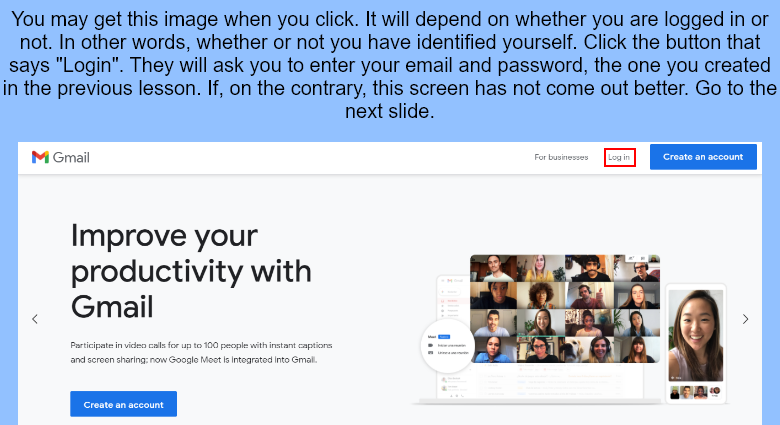 You may get this image when you click. It will depend on whether you are logged in or
not. In other words, whether or not you have identified yourself. Click the button that
says "Login". They will ask you to enter your email and password, the one you created
in the previous lesson. If, on the contrary, this screen has not come out better. Go to the
next slide.
Gmail
For businesses
Log in
Create an account
Improve your
productivity with
Gmail
Participate in video calls for up to 100 people with instant captions
and screen sharing; now Google Meet is integrated into Gmail.
Create an account